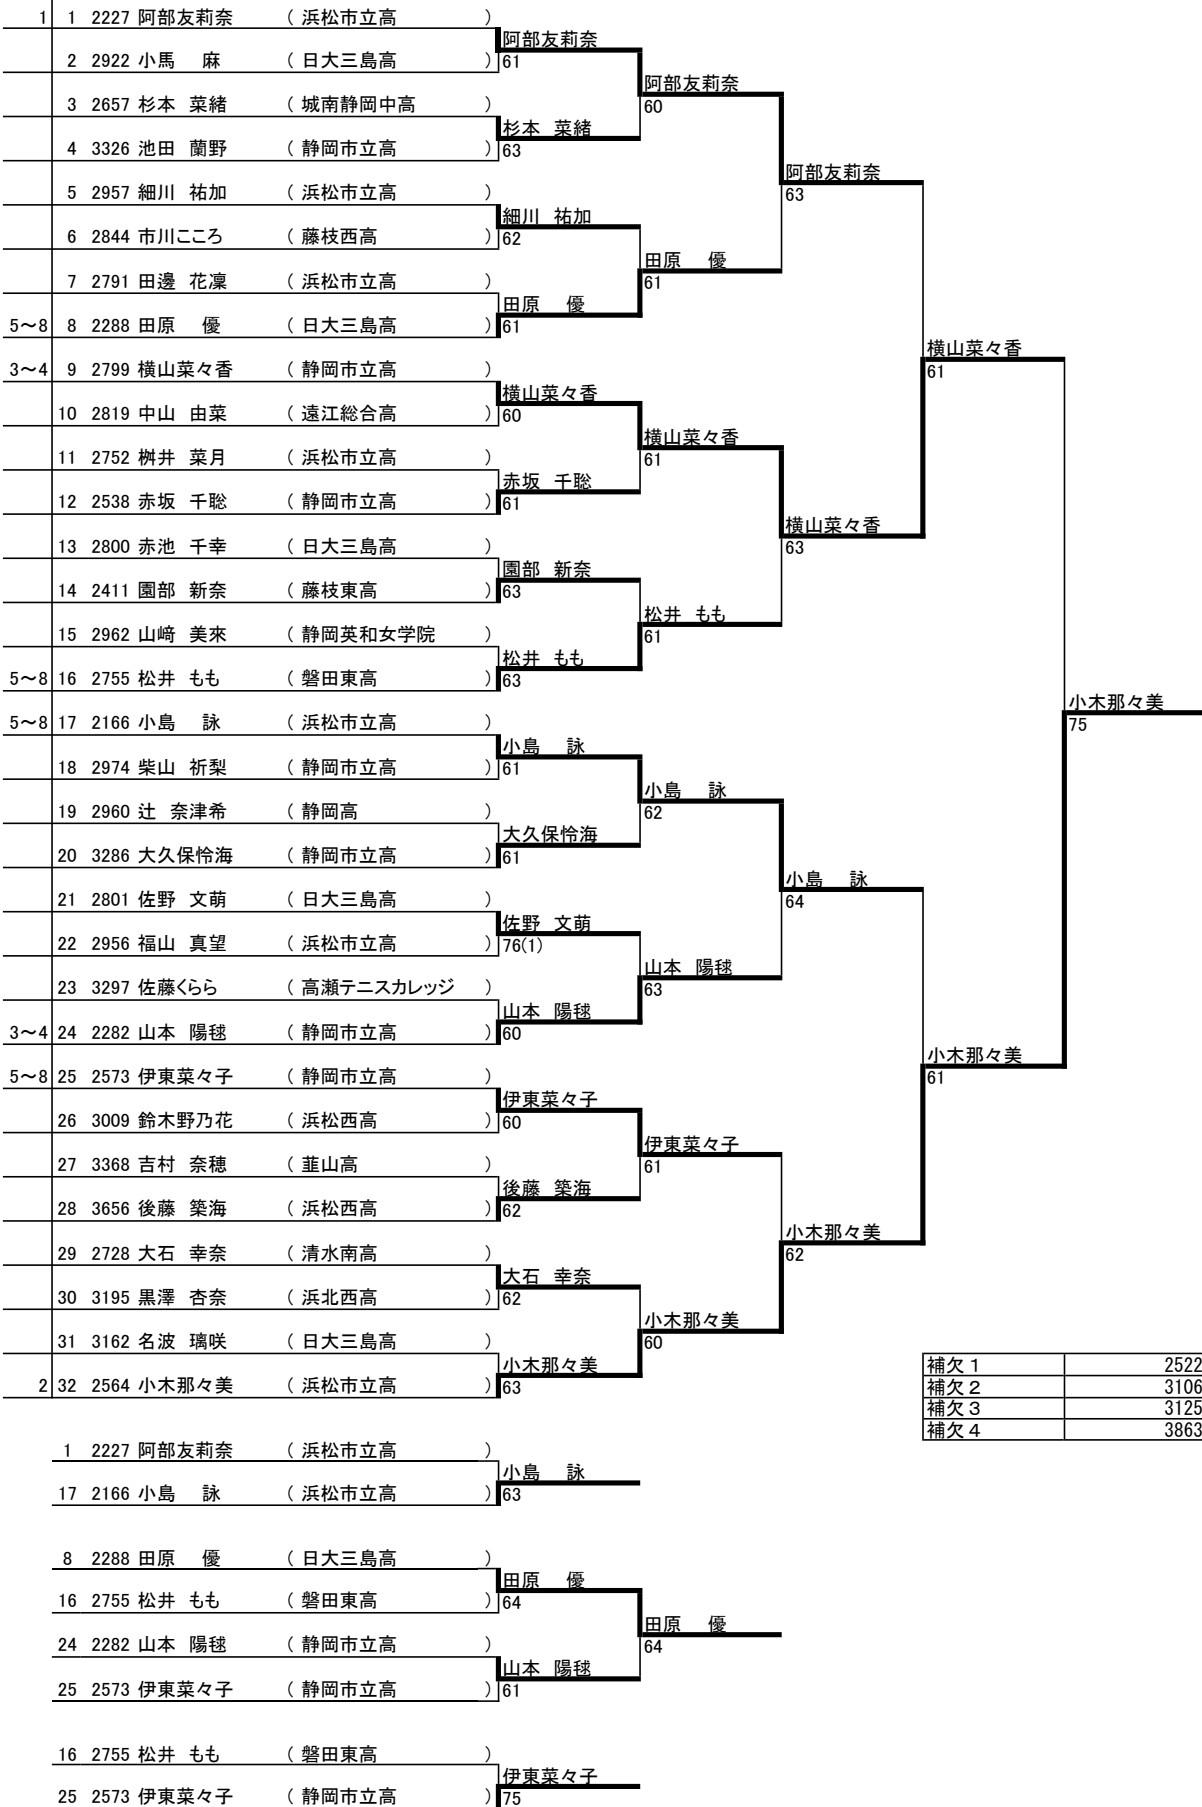 1 1 2227 阿部友莉奈 ( 浜松市立高 )
阿部友莉奈
2 2922 小馬 麻 ( 日大三島高 ) 61
阿部友莉奈
3 2657 杉本 菜緒 ( 城南静岡中高 ) 60
杉本 菜緒
4 3326 池田 蘭野 ( 静岡市立高 ) 63
阿部友莉奈
5 2957 細川 祐加 ( 浜松市立高 ) 63
細川 祐加
6 2844 市川こころ ( 藤枝西高 ) 62
田原 優
7 2791 田邊 花凜 ( 浜松市立高 ) 61
田原 優
5~8 8 2288 田原 優 ( 日大三島高 ) 61
横山菜々香
3~4 9 2799 横山菜々香 ( 静岡市立高 ) 61
横山菜々香
10 2819 中山 由菜 ( 遠江総合高 ) 60
横山菜々香
11 2752 桝井 菜月 ( 浜松市立高 ) 61
赤坂 千聡
12 2538 赤坂 千聡 ( 静岡市立高 ) 61
横山菜々香
13 2800 赤池 千幸 ( 日大三島高 ) 63
園部 新奈
14 2411 園部 新奈 ( 藤枝東高 ) 63
松井 もも
15 2962 山﨑 美來 ( 静岡英和女学院 ) 61
松井 もも
5~8 16 2755 松井 もも ( 磐田東高 ) 63
小木那々美
5~8 17 2166 小島 詠 ( 浜松市立高 ) 75
小島 詠
18 2974 柴山 祈梨 ( 静岡市立高 ) 61
小島 詠
19 2960 辻 奈津希 ( 静岡高 ) 62
大久保怜海
20 3286 大久保怜海 ( 静岡市立高 ) 61
小島 詠
21 2801 佐野 文萌 ( 日大三島高 ) 64
佐野 文萌
22 2956 福山 真望 ( 浜松市立高 ) 76(1)
山本 陽毬
23 3297 佐藤くらら ( 高瀬テニスカレッジ ) 63
山本 陽毬
3~4 24 2282 山本 陽毬 ( 静岡市立高 ) 60
小木那々美
5~8 25 2573 伊東菜々子 ( 静岡市立高 ) 61
伊東菜々子
26 3009 鈴木野乃花 ( 浜松西高 ) 60
伊東菜々子
27 3368 吉村 奈穂 ( 韮山高 ) 61
後藤 築海
28 3656 後藤 築海 ( 浜松西高 ) 62
小木那々美
29 2728 大石 幸奈 ( 清水南高 ) 62
大石 幸奈
30 3195 黒澤 杏奈 ( 浜北西高 ) 62
小木那々美
31 3162 名波 璃咲 ( 日大三島高 ) 60
小木那々美
補欠1 2522
2 32 2564 小木那々美 ( 浜松市立高 ) 63
補欠2 3106
補欠3 3125
補欠4 3863
1 2227 阿部友莉奈 ( 浜松市立高 )
小島 詠
17 2166 小島 詠 ( 浜松市立高 ) 63
8 2288 田原 優 ( 日大三島高 )
田原 優
16 2755 松井 もも ( 磐田東高 ) 64
田原 優
24 2282 山本 陽毬 ( 静岡市立高 ) 64
山本 陽毬
25 2573 伊東菜々子 ( 静岡市立高 ) 61
16 2755 松井 もも ( 磐田東高 )
伊東菜々子
25 2573 伊東菜々子 ( 静岡市立高 ) 75